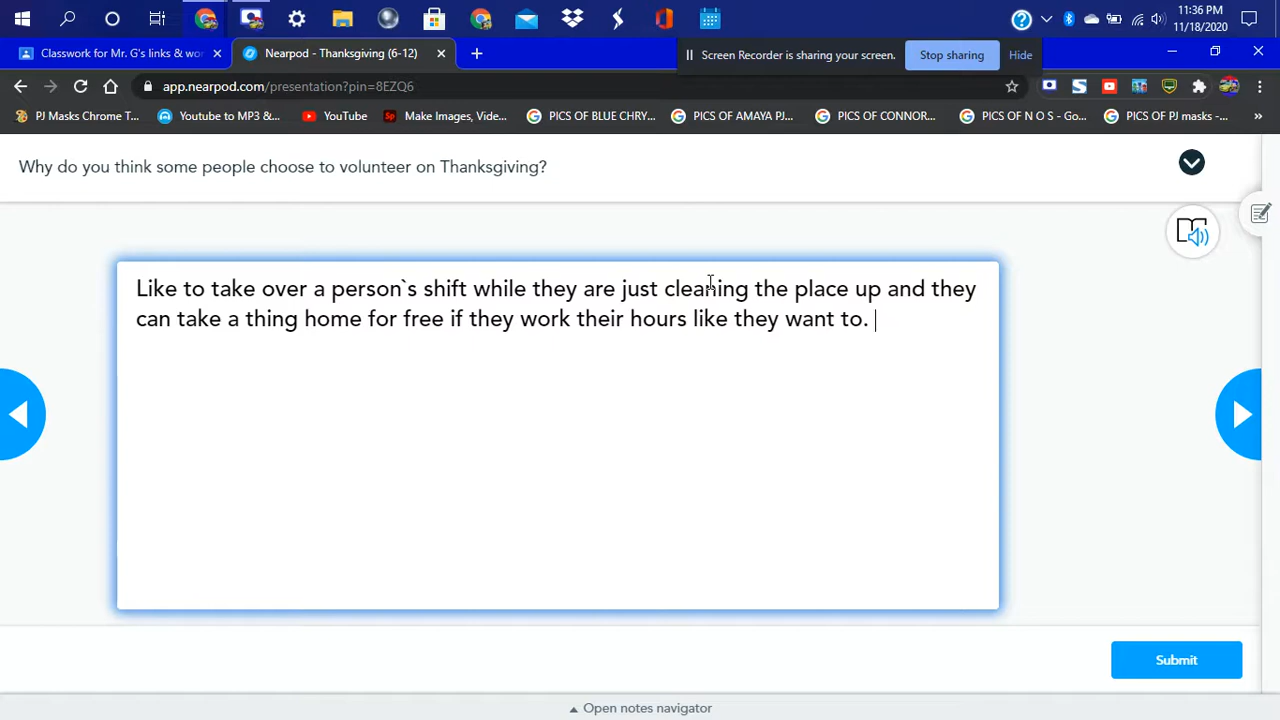 11:36 PM
11/18/2020
Classwork for Mr. G's links & wor
Nearpod - Thanksgiving (6-12)
Screen Recorder is sharing your screen.
Stop sharing
Hide
app.nearpod.com/presentation?pin=8EZQ6
PJ Masks Chrome T...
Youtube to MP3 &...
YouTube
Sp
Make Images, Vide...
PICS OF BLUE CHRY...
PICS OF AMAYA PJ...
PICS OF CONNOR...
PICS OF N O S - Go...
PICS OF PJ masks -...
»
Why do you think some people choose to volunteer on Thanksgiving?
Like to take over a person`s shift while they are just cleaning the place up and they
can take a thing home for free if they work their hours like they want to.
Submit
Open notes navigator